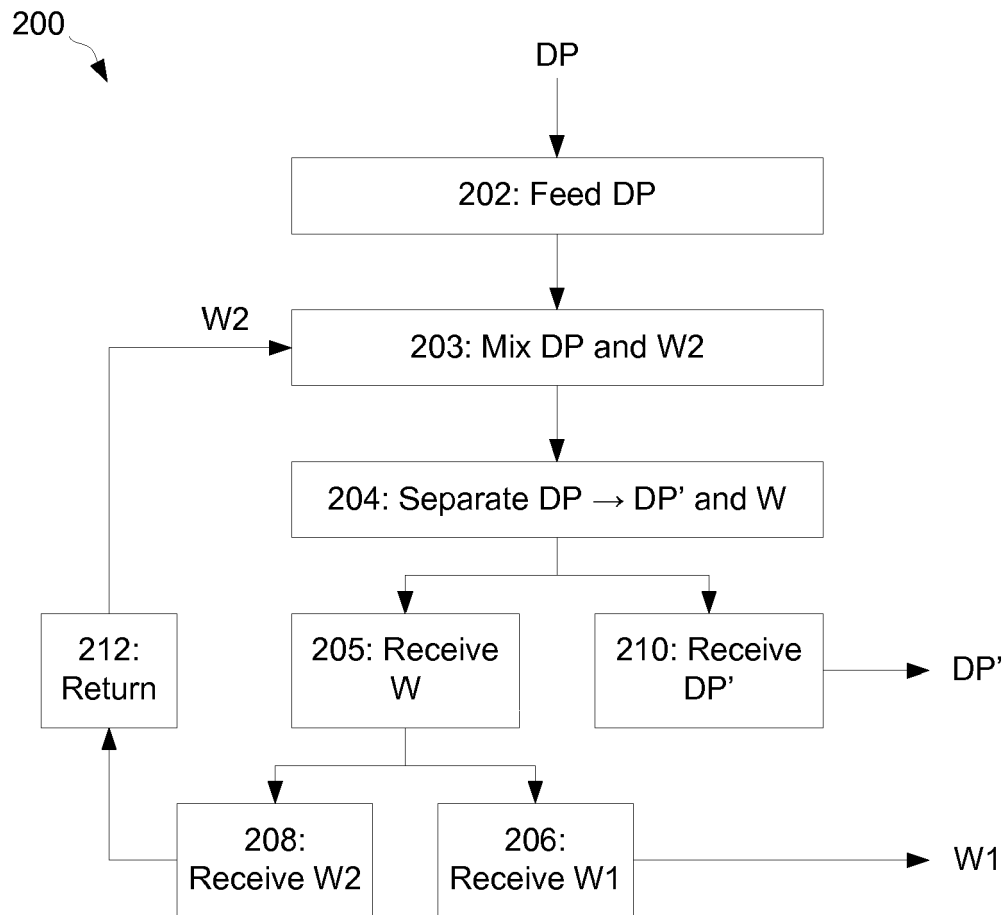 200
DP
202: Feed DP
W2
203: Mix DP and W2
204: Separate DP → DP’ and W
212:
Return
205: Receive
W
210: Receive
DP’
DP’
208:
Receive W2
206:
Receive W1
W1